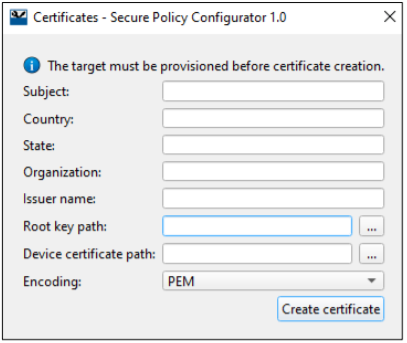 Certificates - Secure Policy Configurator 1.0
The target must be provisioned before certificate creation.
Subject:
Country:
State:
Organization:
Issuer name:
Root key path: ...
Device certificate path: ...
Encoding: PEM
Create certificate